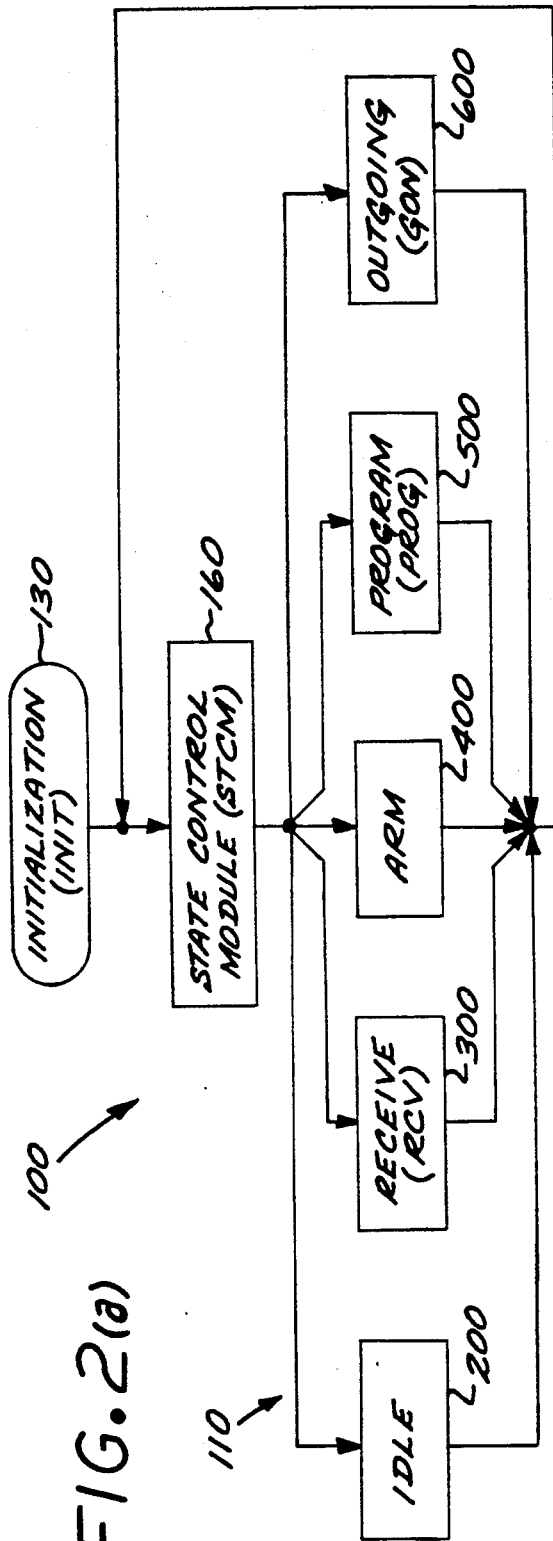 FIG. 2(a)
100
INITIALIZATION
(INIT)
130
STATE CONTROL
MODULE (STCM)
160
110
IDLE
200
RECEIVE
(RCV)
300
ARM
400
PROGRAM
(PROG)
500
OUTGOING
(GON)
600